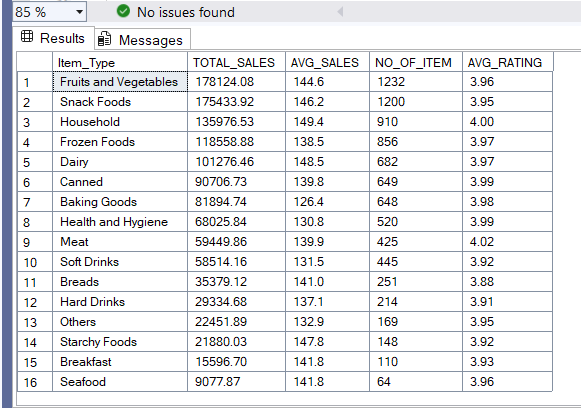 85 % No issues found
Results Messages
Item_Type TOTAL_SALES AVG_SALES NO_OF_ITEM AVG_RATING
1 Fruits and Vegetables 178124.08 144.6 1232 3.96
2 Snack Foods 175433.92 146.2 1200 3.95
3 Household 135976.53 149.4 910 4.00
4 Frozen Foods 118558.88 138.5 856 3.97
5 Dairy 101276.46 148.5 682 3.97
6 Canned 90706.73 139.8 649 3.99
7 Baking Goods 81894.74 126.4 648 3.98
8 Health and Hygiene 68025.84 130.8 520 3.99
9 Meat 59449.86 139.9 425 4.02
10 Soft Drinks 58514.16 131.5 445 3.92
11 Breads 35379.12 141.0 251 3.88
12 Hard Drinks 29334.68 137.1 214 3.91
13 Others 22451.89 132.9 169 3.95
14 Starchy Foods 21880.03 147.8 148 3.92
15 Breakfast 15596.70 141.8 110 3.93
16 Seafood 9077.87 141.8 64 3.96